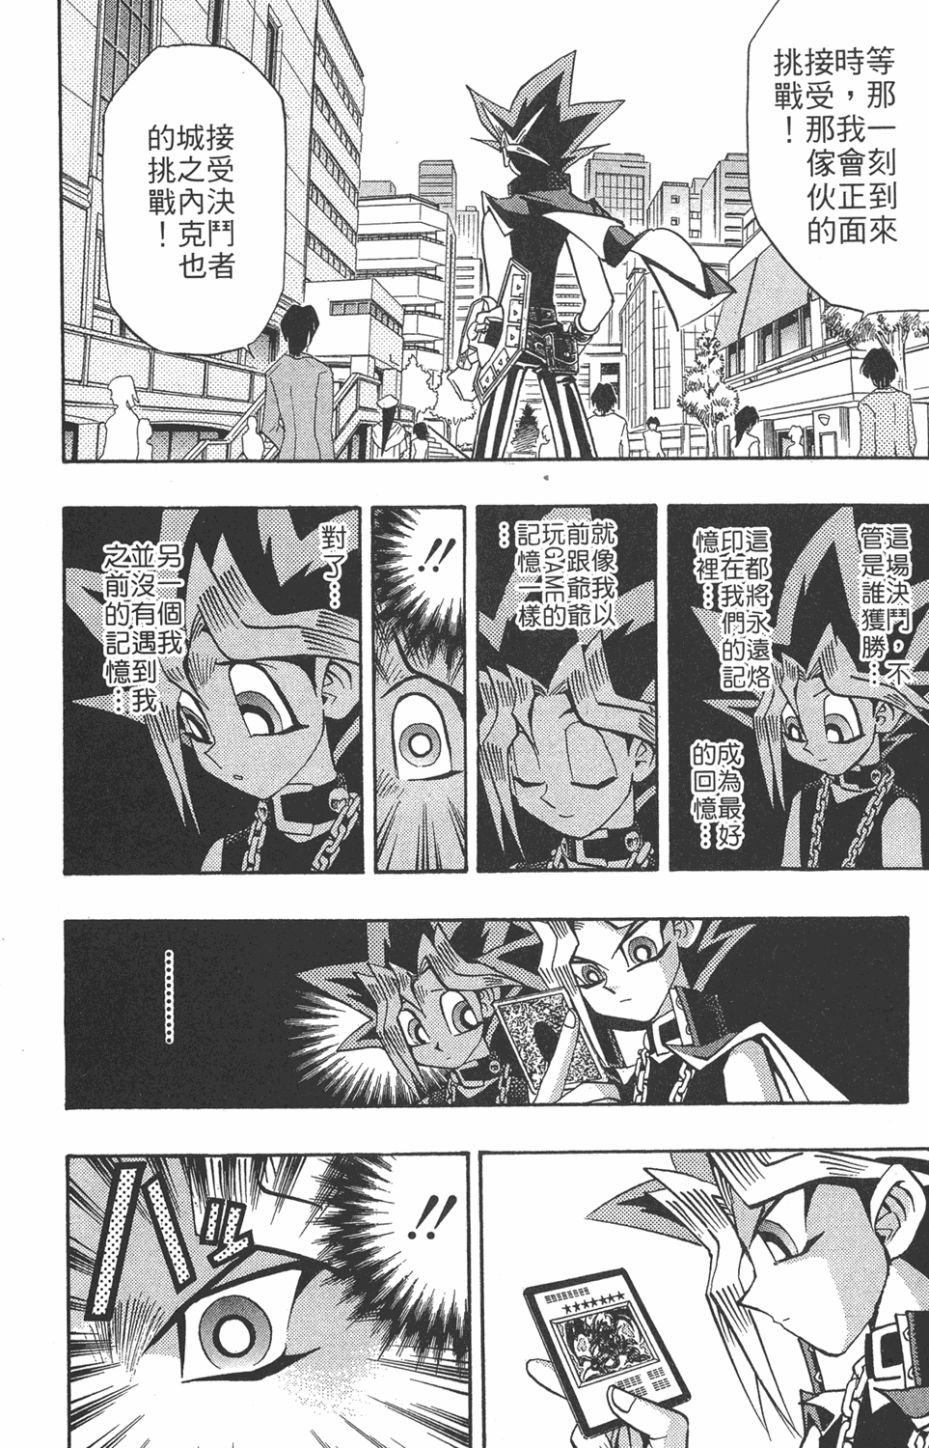 等那一刻到來
時，我會正面
接受那傢伙的
挑戰！
接受決鬥者
城之內克也
的挑戰！
這場決鬥，不
管是誰獲勝…
這都將永遠烙
印在我們的記
憶裡…
成為最好
的回憶…
就像我以
前跟爺爺
玩GAME的
記憶一樣
…
!!
對了…
另一個我
並沒有遇到我
之前的記憶…
…………
!!
バッ